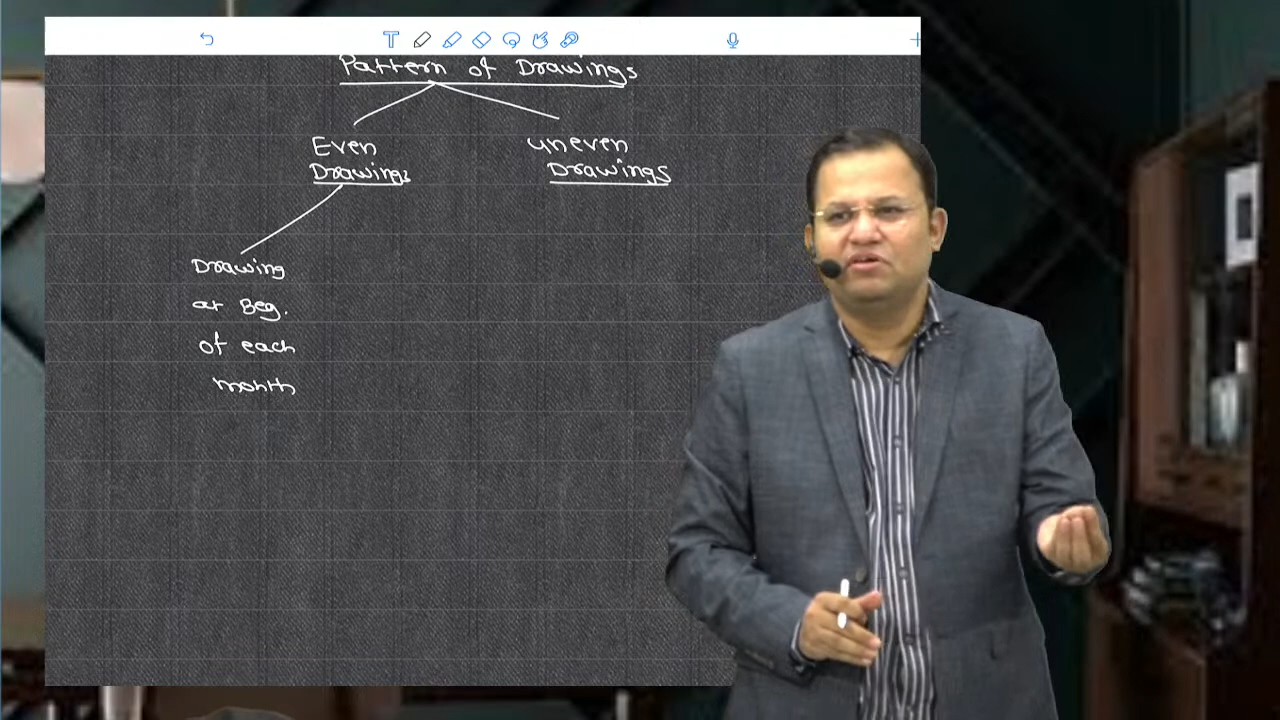 Pattern of Drawings
Even
Drawings
uneven
Drawings
Drawing
at Beg.
of each
month